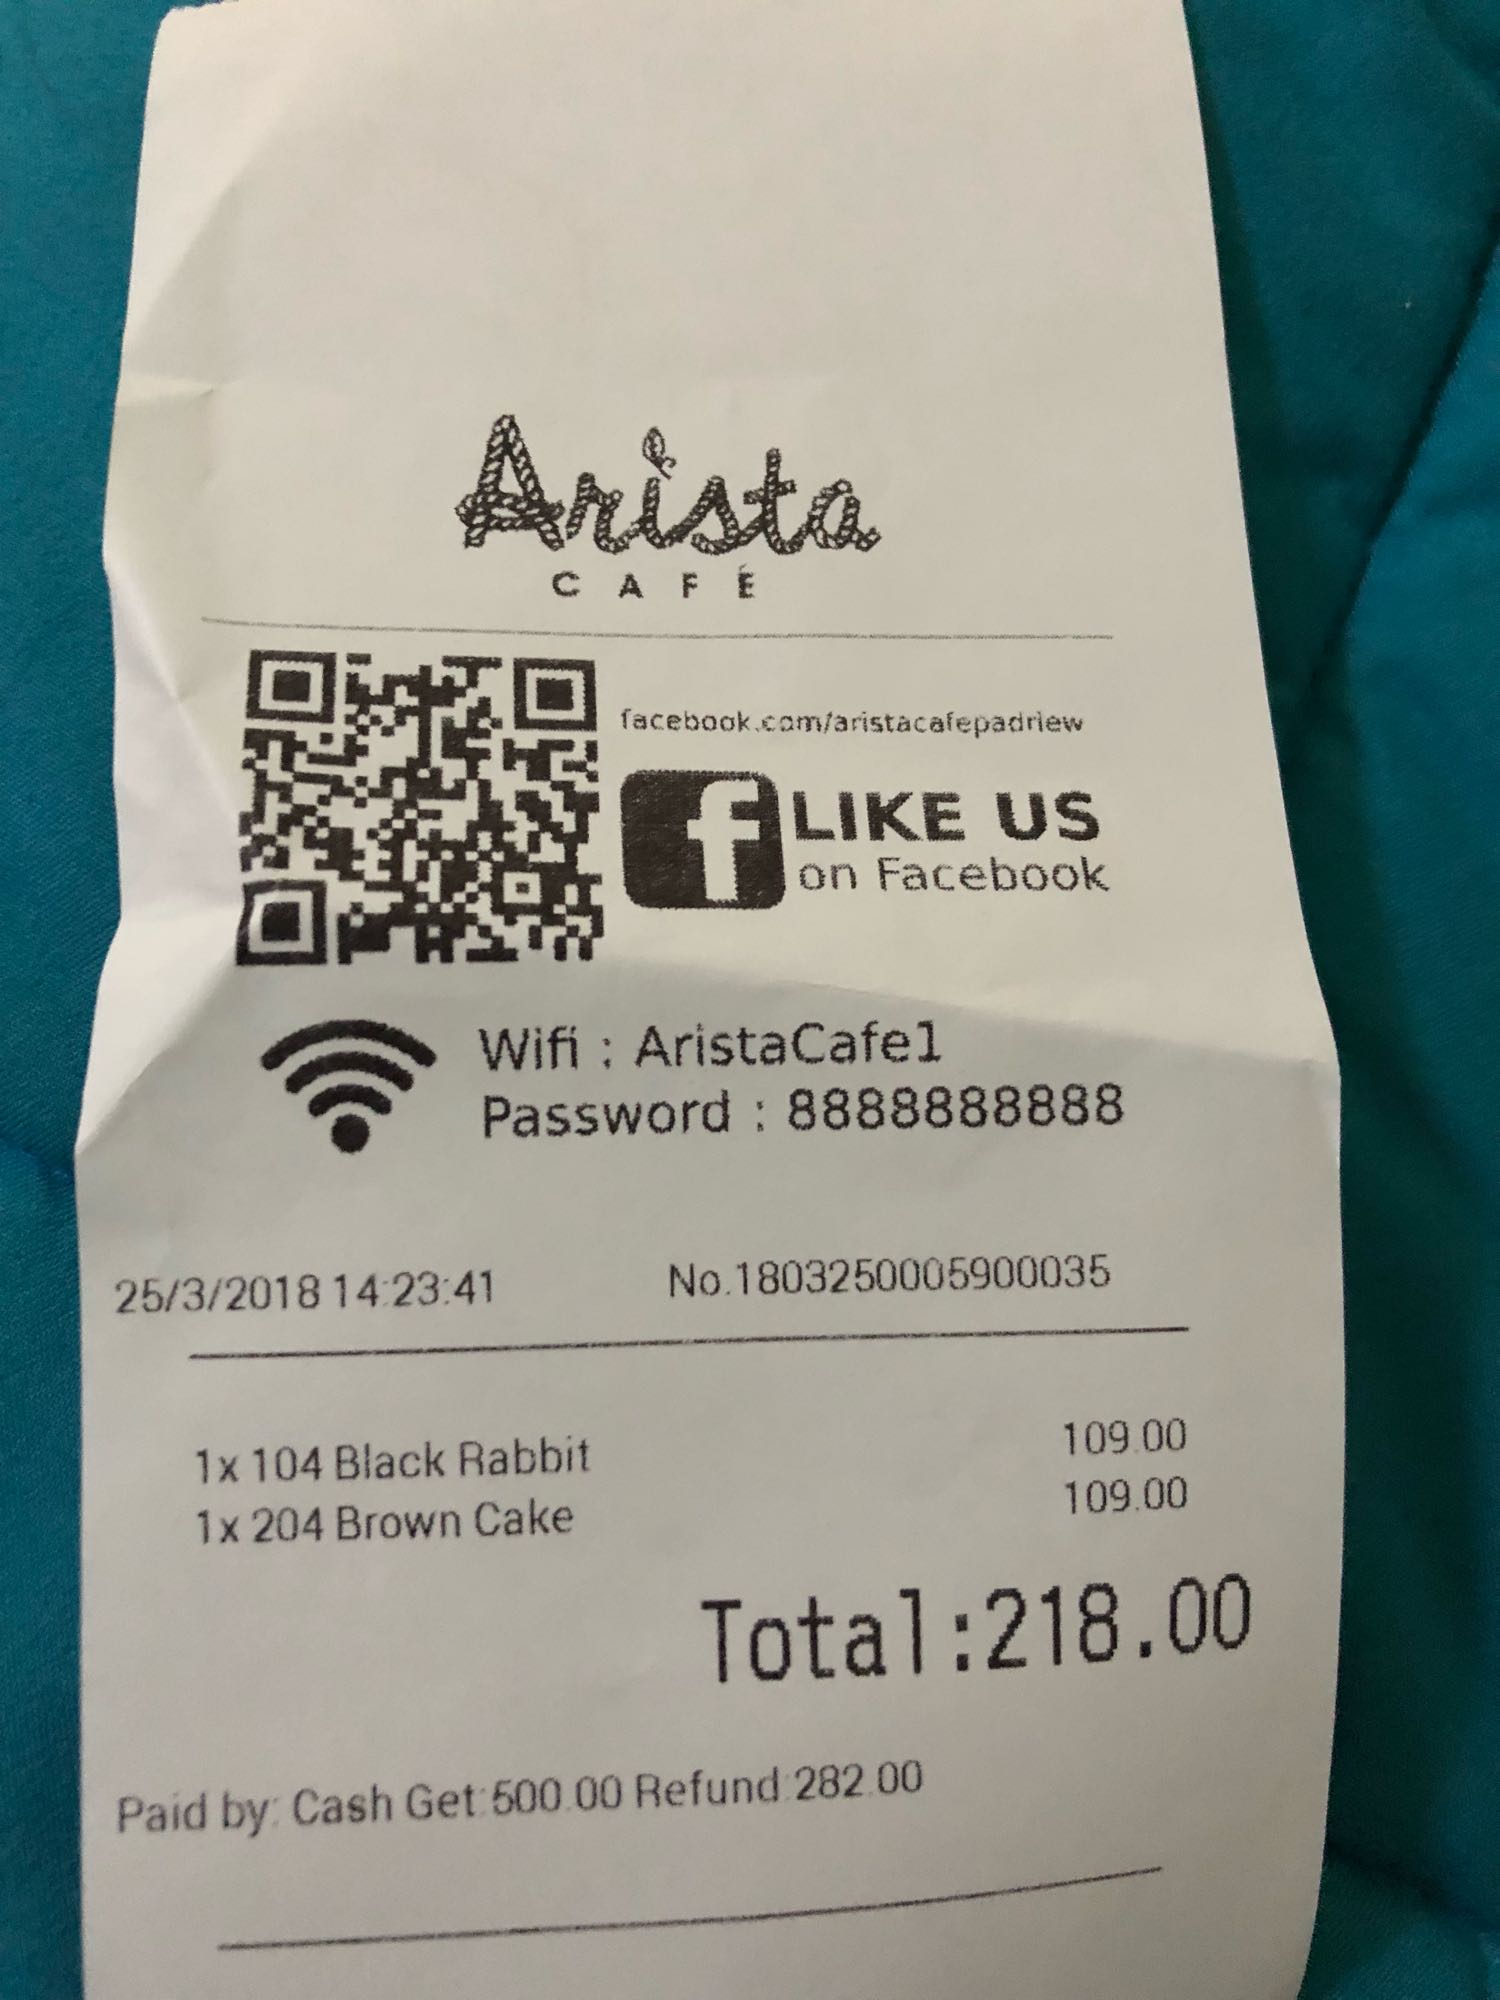 Arista
CAFÉ
facebook.com/aristacafepadriew
f LIKE US
on Facebook
Wifi : AristaCafe1
Password : 8888888888
25/3/2018 14:23:41 No.1803250005900035
1x 104 Black Rabbit 109.00
1x 204 Brown Cake 109.00
Total:218.00
Paid by: Cash Get:500.00 Refund:282.00